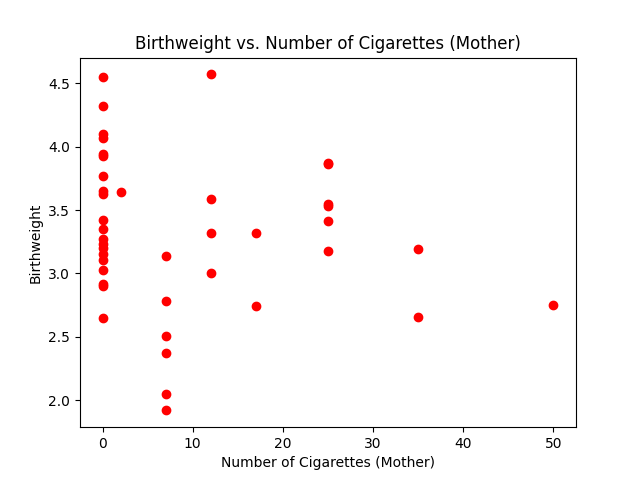 Birthweight vs. Number of Cigarettes (Mother)
4.5
4.0
3.5
3.0
2.5
2.0
Birthweight
0 10 20 30 40 50
Number of Cigarettes (Mother)